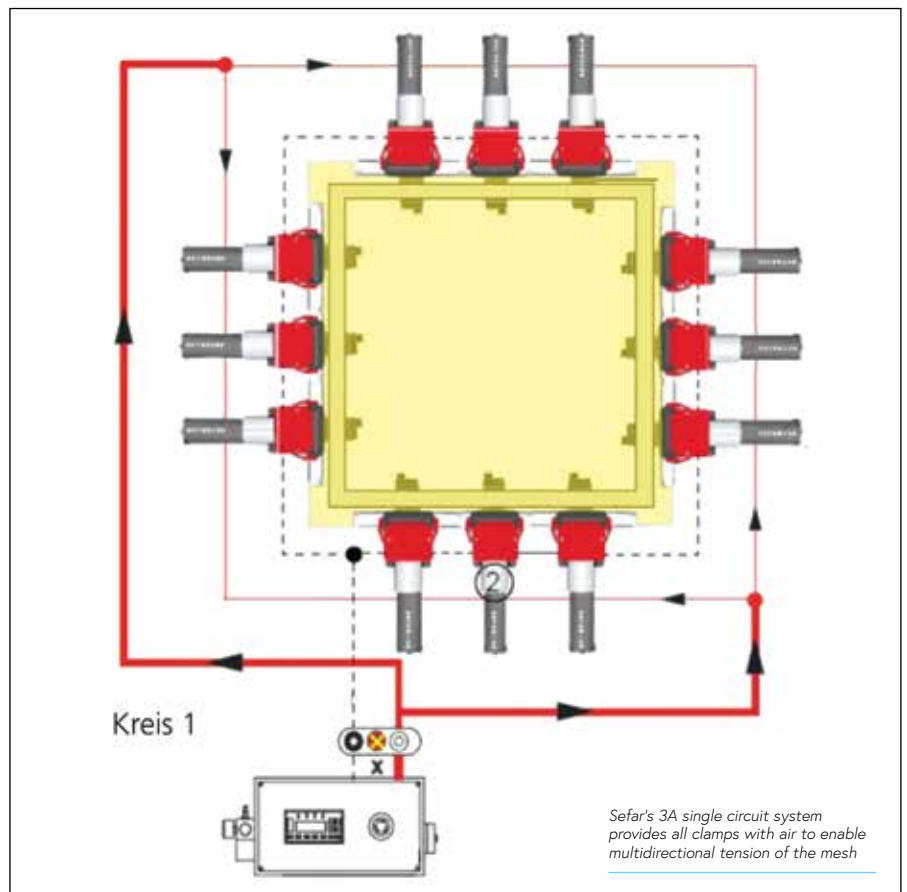 2
Kreis 1
X
Sefar's 3A single circuit system
provides all clamps with air to enable
multidirectional tension of the mesh